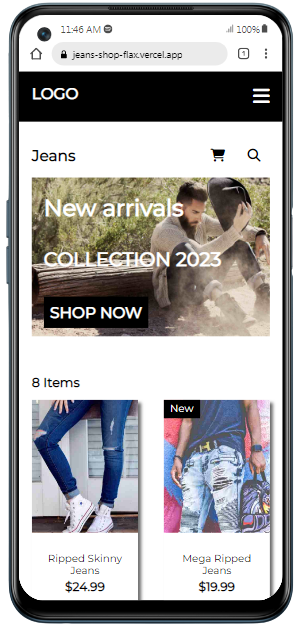 11:46 AM
100%
jeans-shop-flax.vercel.app
1
LOGO
Jeans
New arrivals
COLLECTION 2023
SHOP NOW
8 Items
New
Ripped Skinny
Jeans
$24.99
Mega Ripped
Jeans
$19.99